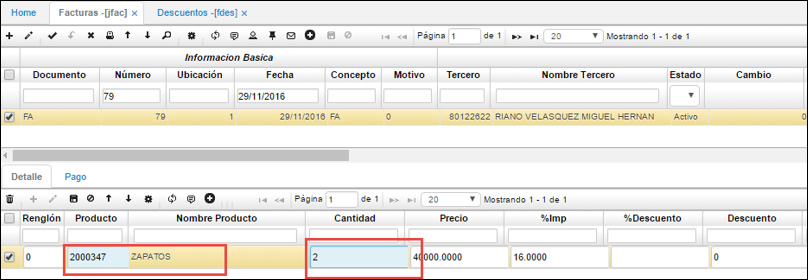 Home Facturas -[jfac] Descuentos -[fdes]
Página 1 de 1 20 Mostrando 1 - 1 de 1
Informacion Basica
Documento Número Ubicación Fecha Concepto Motivo Tercero Nombre Tercero Estado Cambio
79 29/11/2016
FA 79 1 29/11/2016 FA 0 80122622 RIANO VELASQUEZ MIGUEL HERNAN Activo 0
Detalle Pago
Página 1 de 1 20 Mostrando 1 - 1 de 1
Renglón Producto Nombre Producto Cantidad Precio %Imp %Descuento Descuento
0 2000347 ZAPATOS 2 40000.0000 16.0000 0